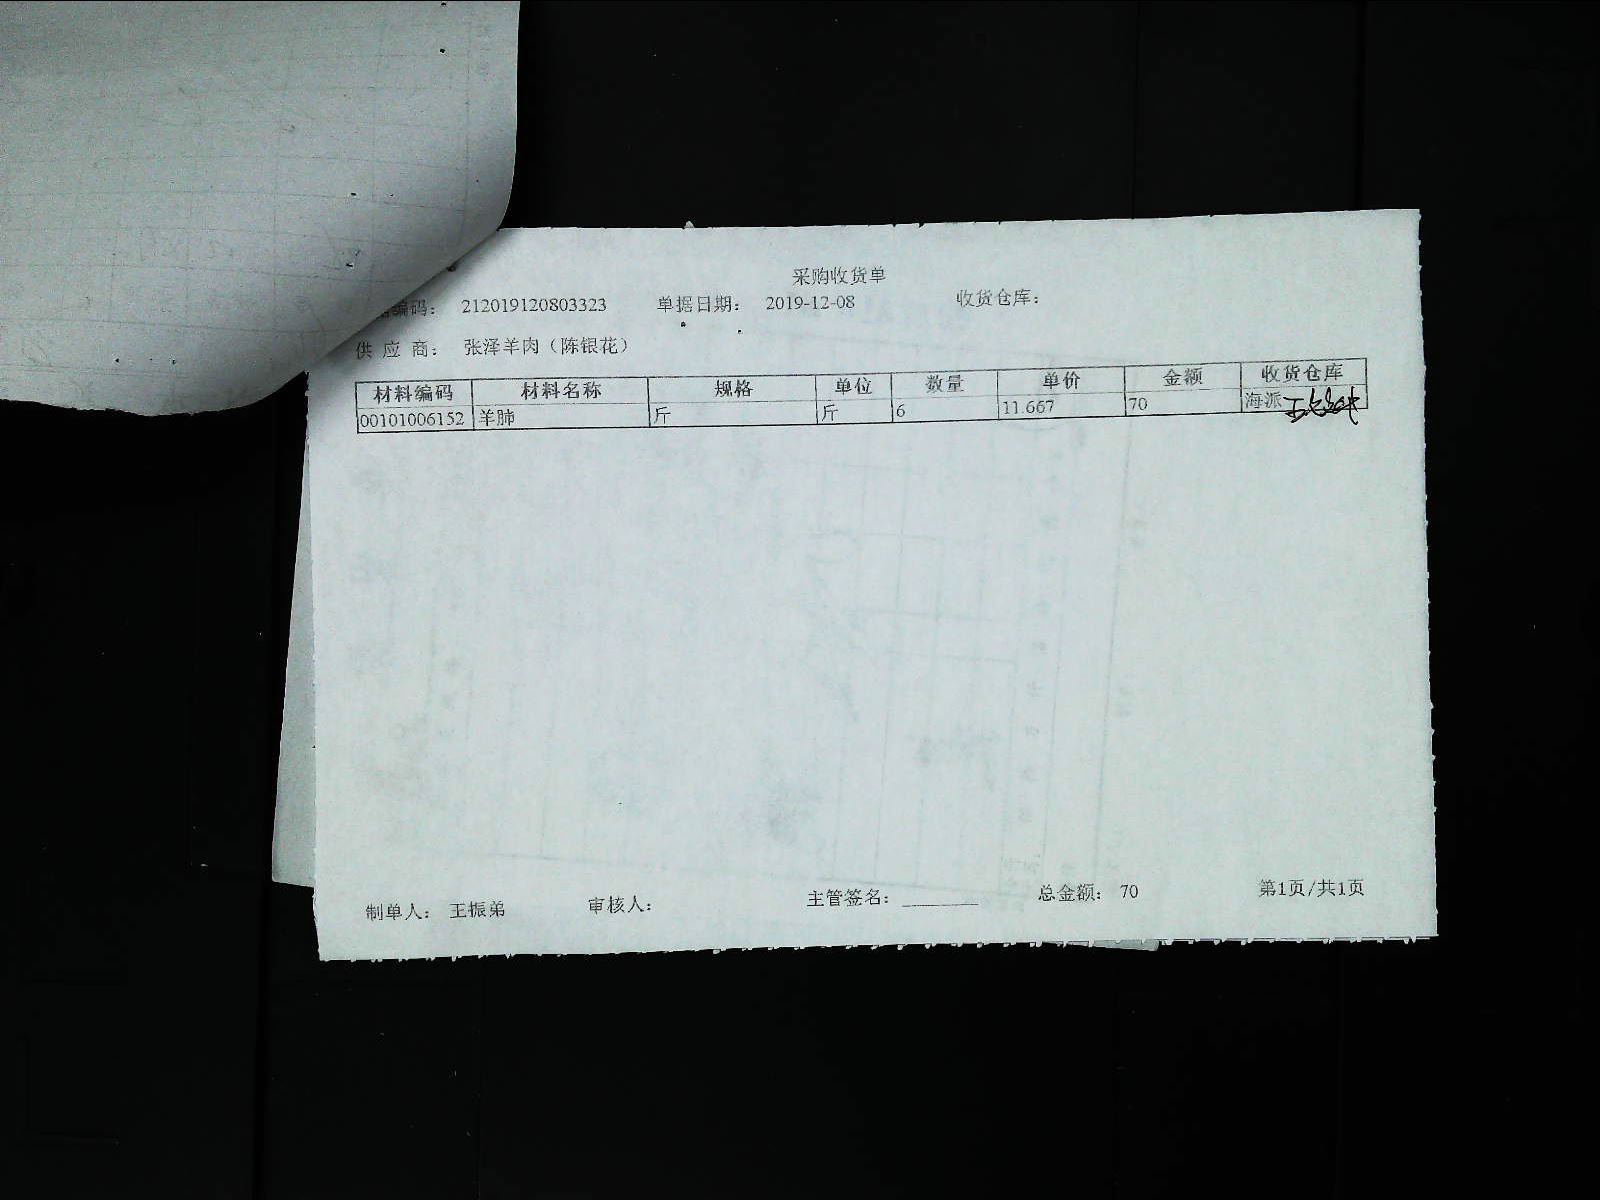 采购收货单
编码： 212019120803323 单据日期： 2019-12-08 收货仓库：
供 应 商： 张泽羊肉（陈银花）
材料编码 材料名称 规格 单位 数量 单价 金额 收货仓库
00101006152 羊肺 斤 斤 6 11.667 70 海派
制单人： 王振弟 审核人： 主管签名： ________ 总金额： 70 第1页/共1页